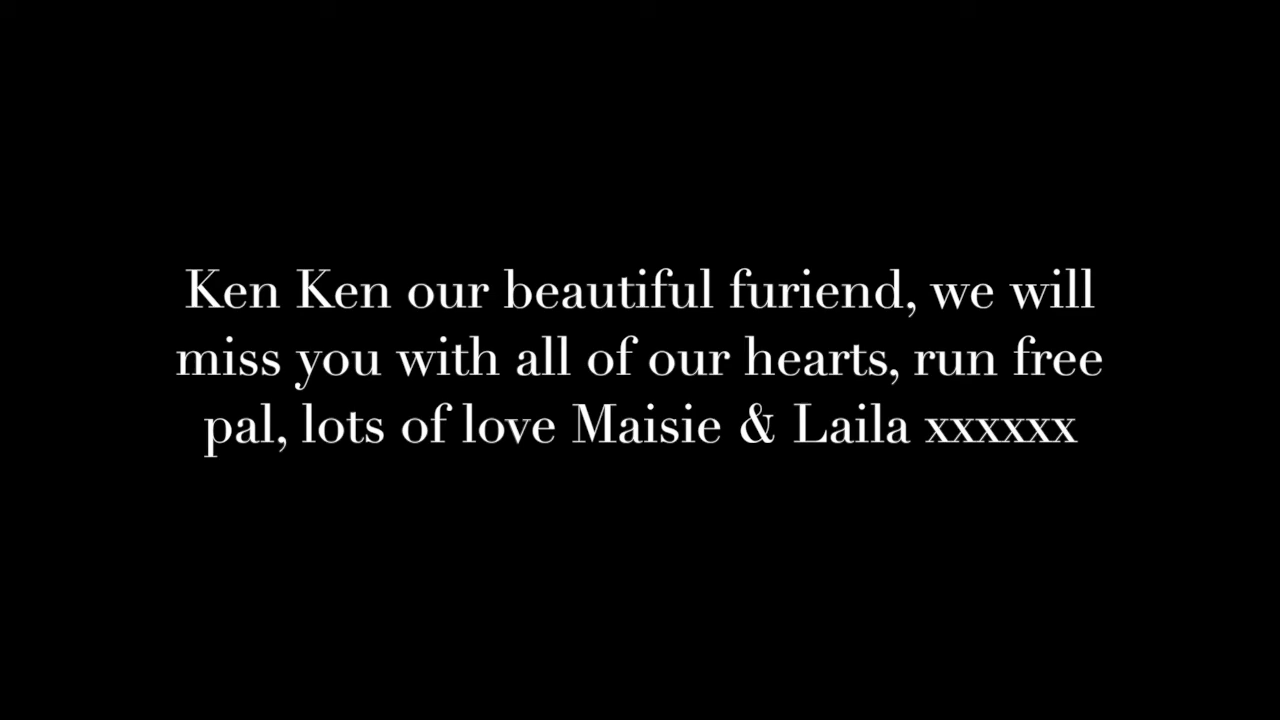 Ken Ken our beautiful furiend, we will
miss you with all of our hearts, run free
pal, lots of love Maisie & Laila xxxxxx